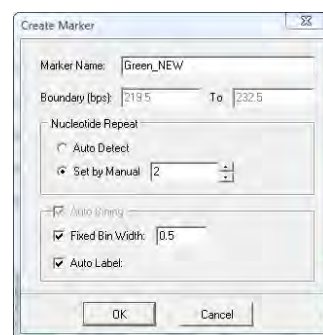 Create Marker
Marker Name: Green_NEW
Boundary (bps): 219.5 To 232.5
Nucleotide Repeat
Auto Detect
Set by Manual 2
Auto Bining
Fixed Bin Width: 0.5
Auto Label:
OK Cancel